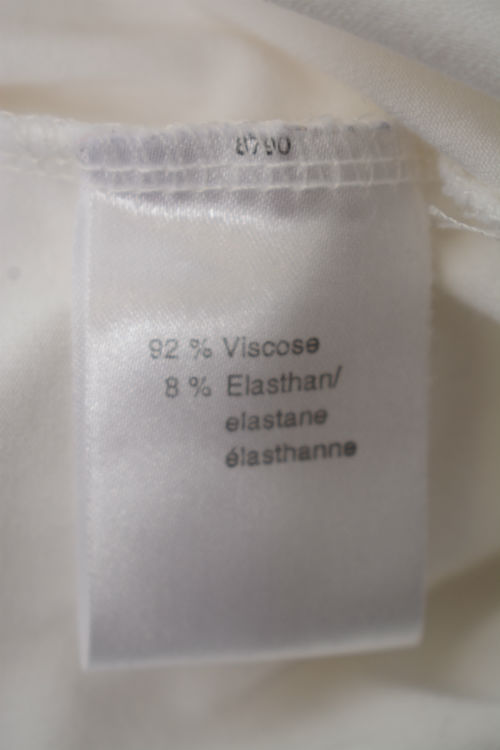 92 % Viscose
8 % Elasthan/
elastane
élasthanne